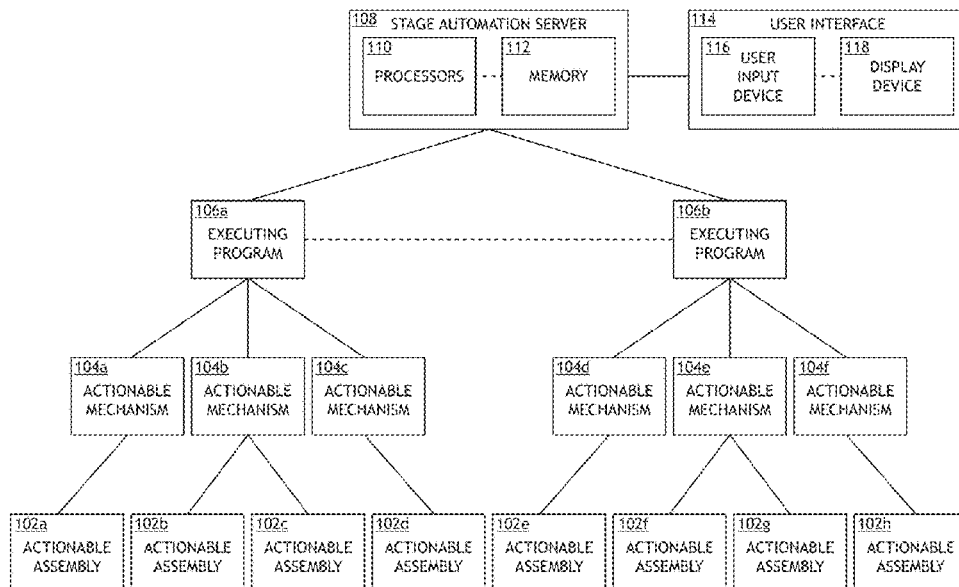 108 STAGE AUTOMATION SERVER
114 USER INTERFACE
110 PROCESSORS
112 MEMORY
116 USER INPUT DEVICE
118 DISPLAY DEVICE
106a EXECUTING PROGRAM
106b EXECUTING PROGRAM
104a ACTIONABLE MECHANISM
104b ACTIONABLE MECHANISM
104c ACTIONABLE MECHANISM
104d ACTIONABLE MECHANISM
104e ACTIONABLE MECHANISM
104f ACTIONABLE MECHANISM
102a ACTIONABLE ASSEMBLY
102b ACTIONABLE ASSEMBLY
102c ACTIONABLE ASSEMBLY
102d ACTIONABLE ASSEMBLY
102e ACTIONABLE ASSEMBLY
102f ACTIONABLE ASSEMBLY
102g ACTIONABLE ASSEMBLY
102h ACTIONABLE ASSEMBLY